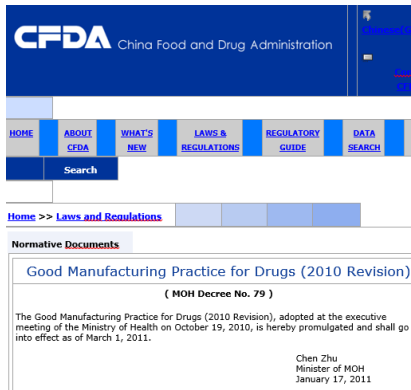 CFDA China Food and Drug Administration
HOME
ABOUT CFDA
WHAT'S NEW
LAWS & REGULATIONS
REGULATORY GUIDE
DATA SEARCH
Search
Home >> Laws and Regulations
Normative Documents
Good Manufacturing Practice for Drugs (2010 Revision)
( MOH Decree No. 79 )
The Good Manufacturing Practice for Drugs (2010 Revision), adopted at the executive
meeting of the Ministry of Health on October 19, 2010, is hereby promulgated and shall go
into effect as of March 1, 2011.
Chen Zhu
Minister of MOH
January 17, 2011